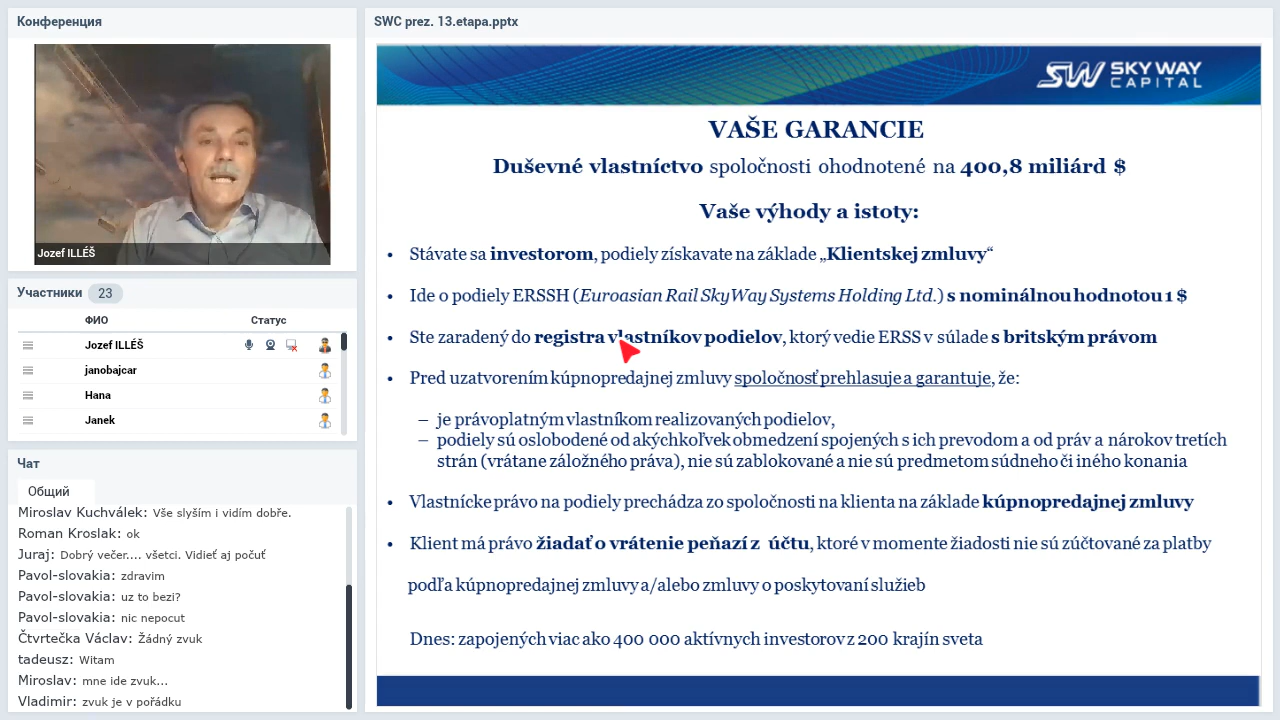 Конференция
Jozef ILLÉŠ
Участники 23
ФИО Статус
Jozef ILLÉŠ
janobajcar
Hana
Janek
Чат
Общий
Miroslav Kuchválek: Vše slyším i vidím dobře.
Roman Kroslak: ok
Juraj: Dobrý večer.... všetci. Vidieť aj počuť
Pavol-slovakia: zdravim
Pavol-slovakia: uz to bezi?
Pavol-slovakia: nic nepocut
Čtvrtečka Václav: Žádný zvuk
tadeusz: Witam
Miroslav: mne ide zvuk...
Vladimir: zvuk je v pořádku
SWC prez. 13.etapa.pptx
SW SKY WAY
CAPITAL
VAŠE GARANCIE
Duševné vlastníctvo spoločnosti ohodnotené na 400,8 miliárd $
Vaše výhody a istoty:
• Stávate sa investorom, podiely získavate na základe „Klientskej zmluvy“
• Ide o podiely ERSSH (Euroasian Rail SkyWay Systems Holding Ltd.) s nominálnou hodnotou 1 $
• Ste zaradený do registra vlastníkov podielov, ktorý vedie ERSS v súlade s britským právom
• Pred uzatvorením kúpnopredajnej zmluvy spoločnosť prehlasuje a garantuje, že:
– je právoplatným vlastníkom realizovaných podielov,
– podiely sú oslobodené od akýchkoľvek obmedzení spojených s ich prevodom a od práv a nárokov tretích
strán (vrátane záložného práva), nie sú zablokované a nie sú predmetom súdneho či iného konania
• Vlastnícke právo na podiely prechádza zo spoločnosti na klienta na základe kúpnopredajnej zmluvy
• Klient má právo žiadať o vrátenie peňazí z účtu, ktoré v momente žiadosti nie sú zúčtované za platby
podľa kúpnopredajnej zmluvy a/alebo zmluvy o poskytovaní služieb
Dnes: zapojených viac ako 400 000 aktívnych investorov z 200 krajín sveta